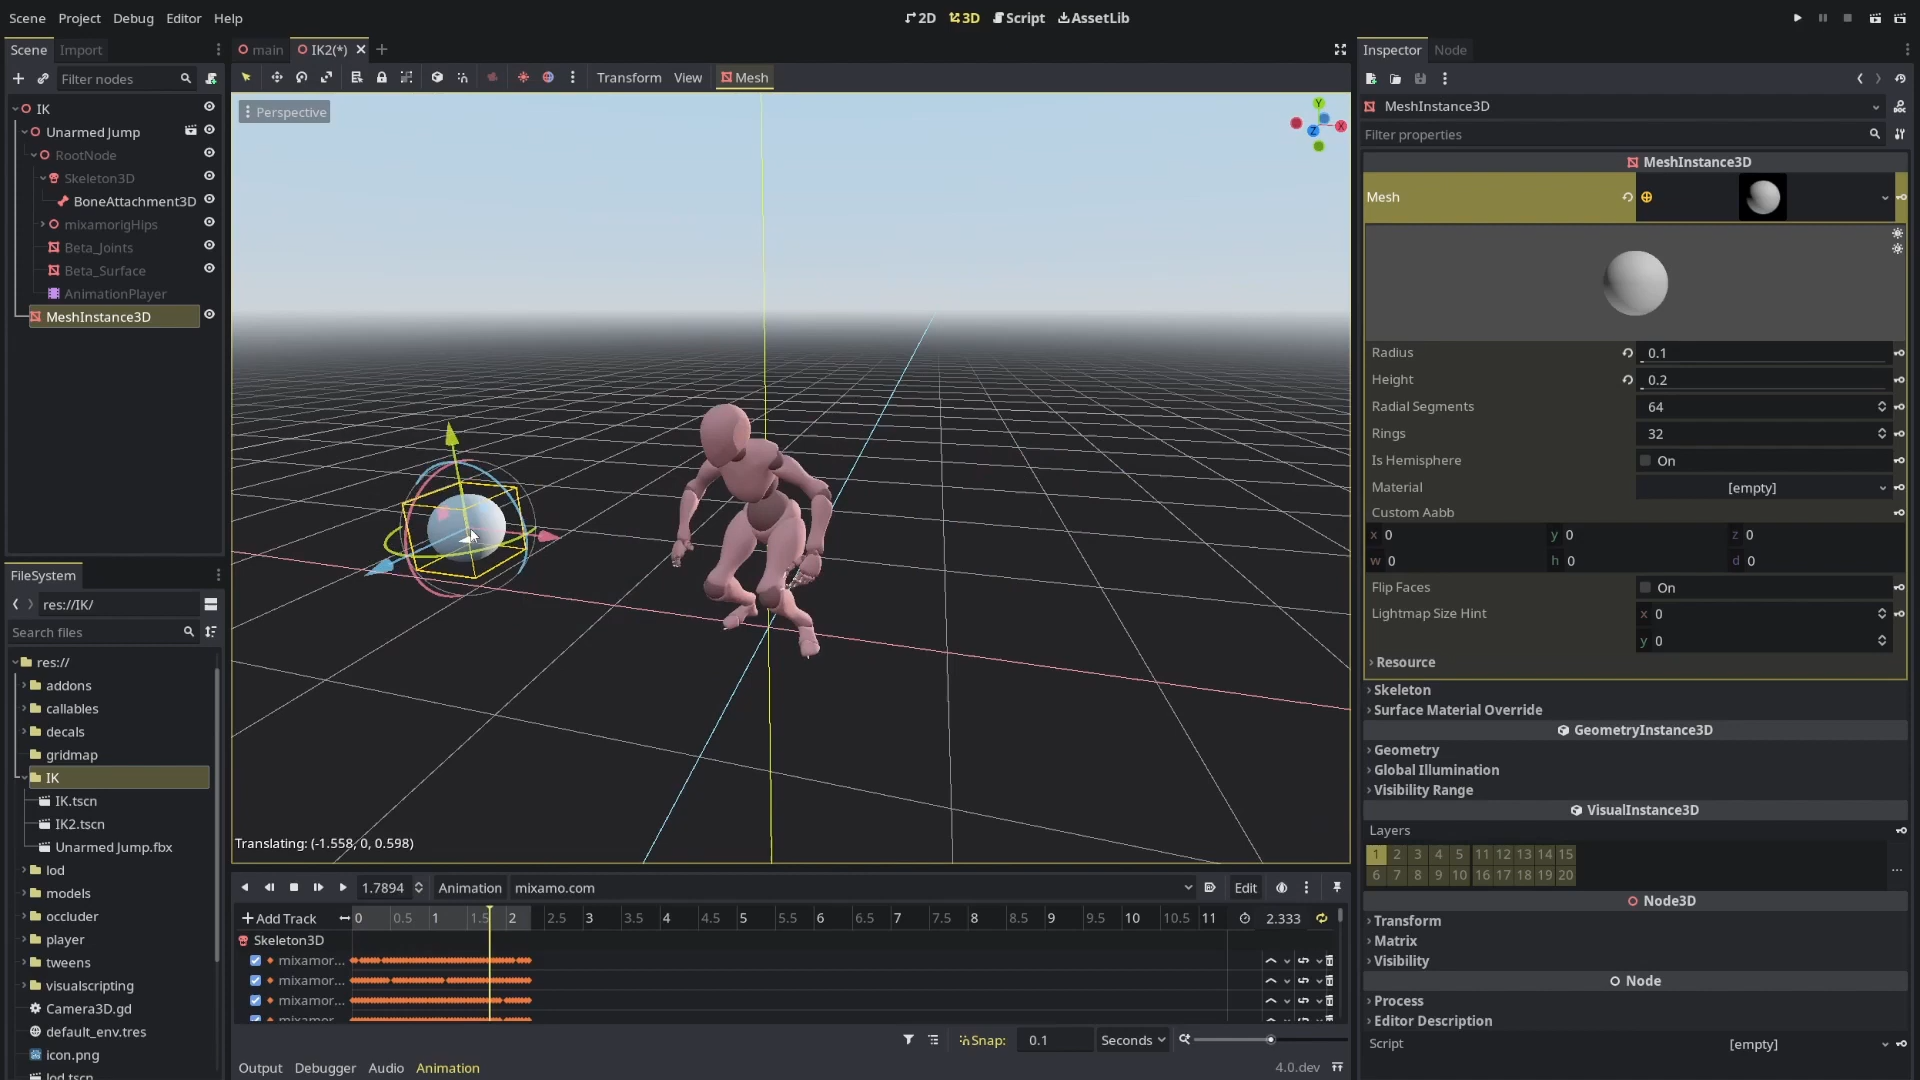 Scene Project Debug Editor Help
2D 3D Script AssetLib
Scene Import
Filter nodes
IK
Unarmed Jump
RootNode
Skeleton3D
BoneAttachment3D
mixamorigHips
Beta_Joints
Beta_Surface
AnimationPlayer
MeshInstance3D
FileSystem
res://IK/
Search files
res://
addons
callables
decals
gridmap
IK
IK.tscn
IK2.tscn
Unarmed Jump.fbx
lod
models
occluder
player
tweens
visualscripting
Camera3D.gd
default_env.tres
icon.png
lod.tscn
main IK2(*)
Transform View Mesh
Perspective
Y
Z X
Translating: (-1.558, 0, 0.598)
1.7894 Animation mixamo.com Edit
Add Track 0 0.5 1 1.5 2 2.5 3 3.5 4 4.5 5 5.5 6 6.5 7 7.5 8 8.5 9 9.5 10 10.5 11 2.333
Skeleton3D
mixamor...
mixamor...
mixamor...
mixamor...
Snap: 0.1 Seconds
Output Debugger Audio Animation 4.0.dev
Inspector Node
MeshInstance3D
Filter properties
MeshInstance3D
Mesh
Radius 0.1
Height 0.2
Radial Segments 64
Rings 32
Is Hemisphere On
Material [empty]
Custom Aabb
x 0 y 0 z 0
w 0 h 0 d 0
Flip Faces On
Lightmap Size Hint x 0
y 0
Resource
Skeleton
Surface Material Override
GeometryInstance3D
Geometry
Global Illumination
Visibility Range
VisualInstance3D
Layers
1 2 3 4 5 11 12 13 14 15
6 7 8 9 10 16 17 18 19 20
Node3D
Transform
Matrix
Visibility
Node
Process
Editor Description
Script [empty]